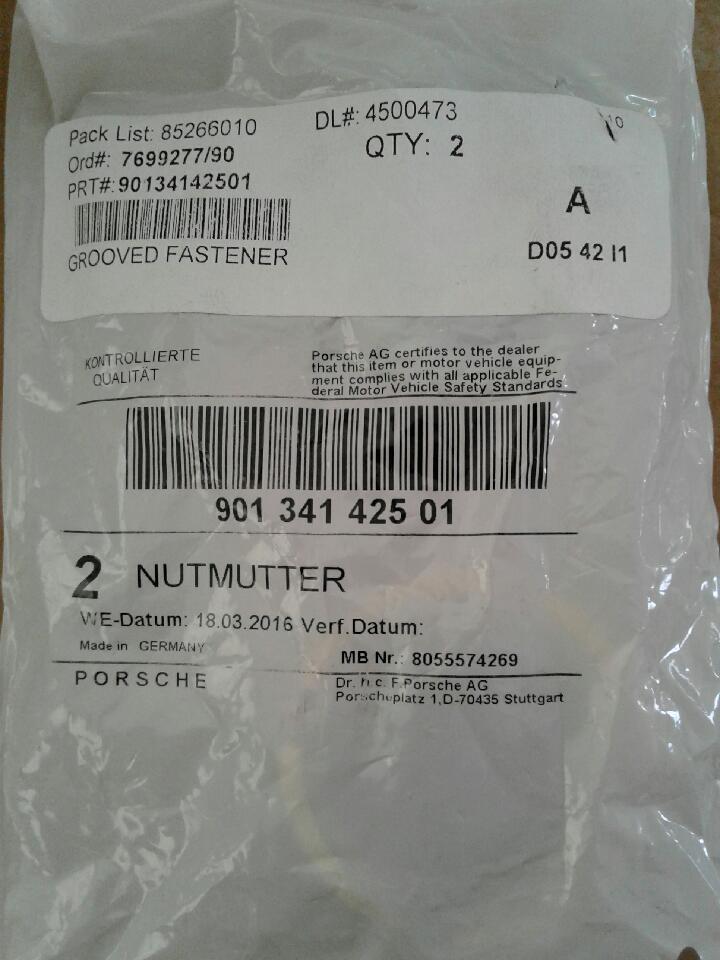 Pack List: 85266010
DL#: 4500473
Ord#: 7699277/90
QTY: 2
PRT#: 90134142501
A
GROOVED FASTENER
D05 42 I1
10
KONTROLLIERTE
QUALITÄT
Porsche AG certifies to the dealer
that this item or motor vehicle equip-
ment complies with all applicable Fe-
deral Motor Vehicle Safety Standards.
901 341 425 01
2 NUTMUTTER
WE-Datum: 18.03.2016 Verf.Datum:
Made in GERMANY
MB Nr.: 8055574269
PORSCHE
Dr. h.c. F.Porsche AG
Porscheplatz 1,D-70435 Stuttgart